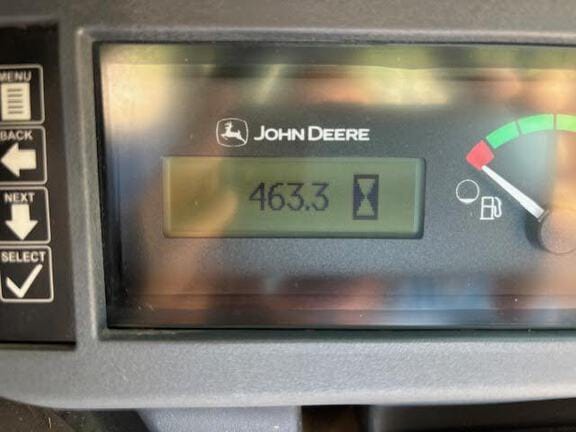 MENU
BACK
NEXT
SELECT
JOHN DEERE
463.3